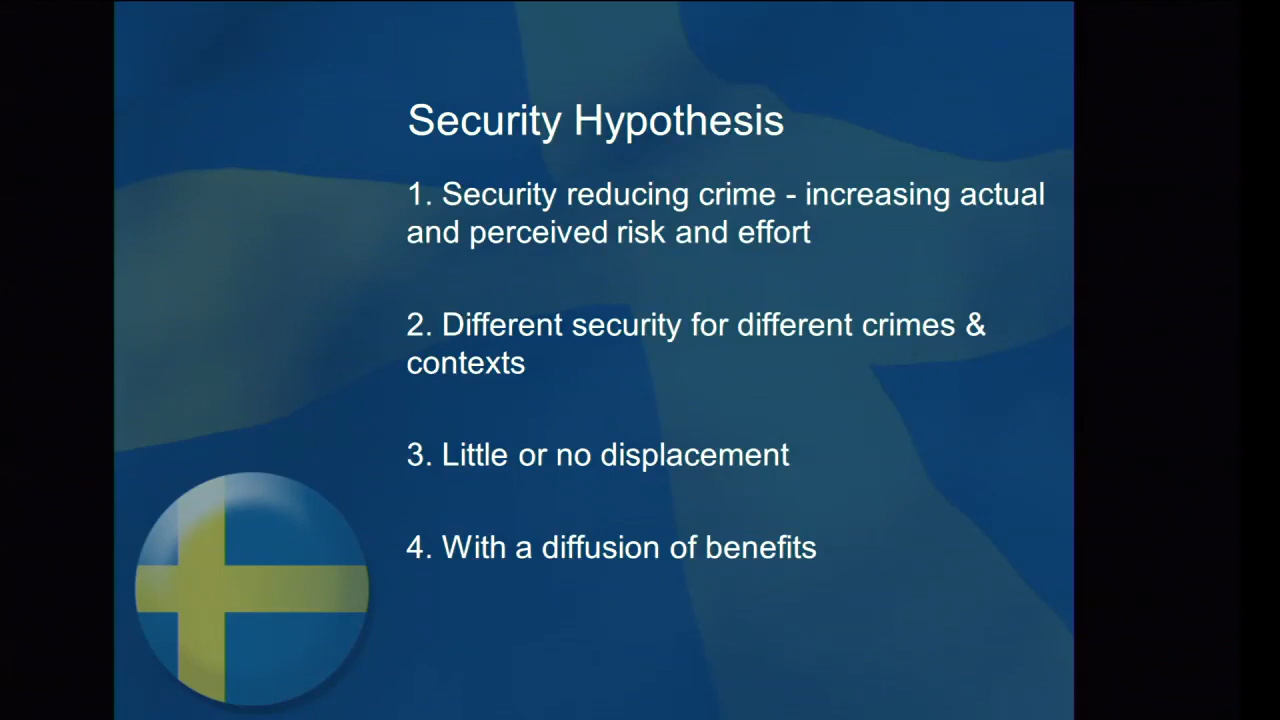 Security Hypothesis
1. Security reducing crime - increasing actual
and perceived risk and effort
2. Different security for different crimes &
contexts
3. Little or no displacement
4. With a diffusion of benefits